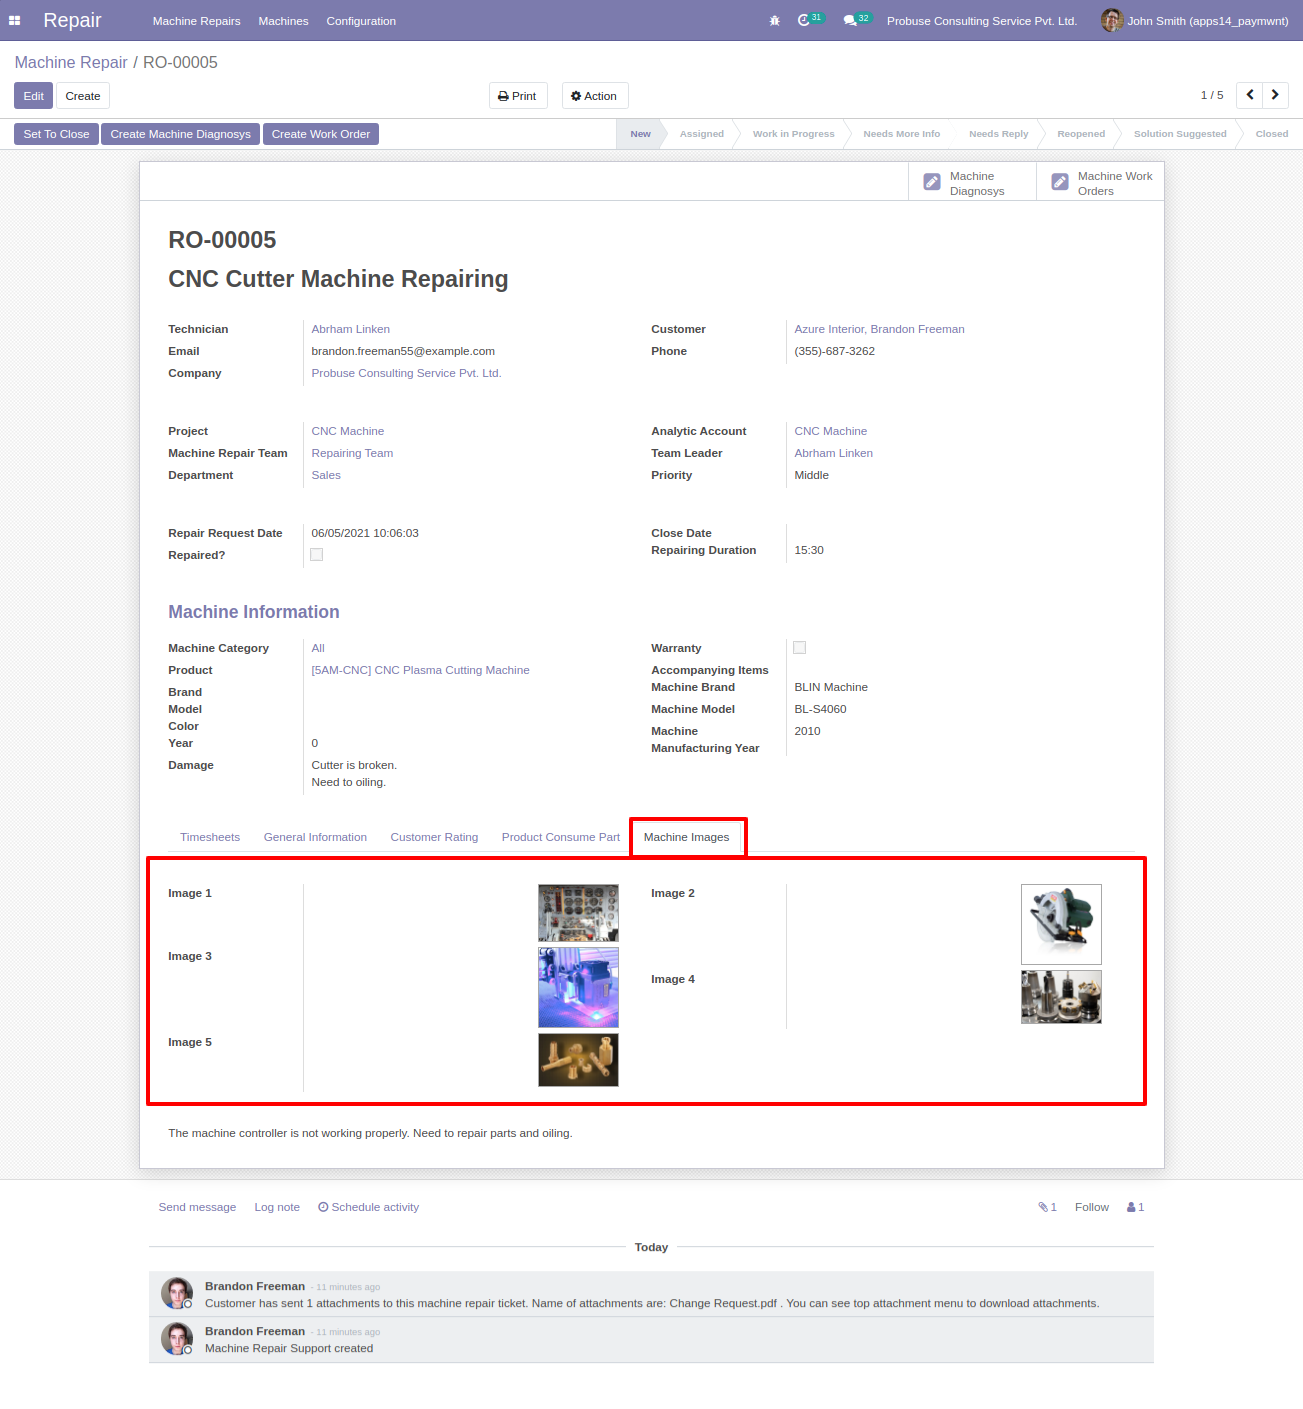 Repair Machine Repairs Machines Configuration 31 32 Probuse Consulting Service Pvt. Ltd. John Smith (apps14_paymwnt)
Machine Repair / RO-00005
Edit Create Print Action 1 / 5
Set To Close Create Machine Diagnosys Create Work Order New Assigned Work in Progress Needs More Info Needs Reply Reopened Solution Suggested Closed
Machine Diagnosys
Machine Work Orders
RO-00005
CNC Cutter Machine Repairing
Technician Abrham Linken Customer Azure Interior, Brandon Freeman
Email brandon.freeman55@example.com Phone (355)-687-3262
Company Probuse Consulting Service Pvt. Ltd.
Project CNC Machine Analytic Account CNC Machine
Machine Repair Team Repairing Team Team Leader Abrham Linken
Department Sales Priority Middle
Repair Request Date 06/05/2021 10:06:03 Close Date
Repaired? Repairing Duration 15:30
Machine Information
Machine Category All Warranty
Product [5AM-CNC] CNC Plasma Cutting Machine Accompanying Items
Brand Machine Brand BLIN Machine
Model Machine Model BL-S4060
Color Machine Manufacturing Year 2010
Year 0
Damage Cutter is broken.
Need to oiling.
Timesheets General Information Customer Rating Product Consume Part Machine Images
Image 1 Image 2
Image 3 Image 4
Image 5
The machine controller is not working properly. Need to repair parts and oiling.
Send message Log note Schedule activity 1 Follow 1
Today
Brandon Freeman - 11 minutes ago
Customer has sent 1 attachments to this machine repair ticket. Name of attachments are: Change Request.pdf . You can see top attachment menu to download attachments.
Brandon Freeman - 11 minutes ago
Machine Repair Support created